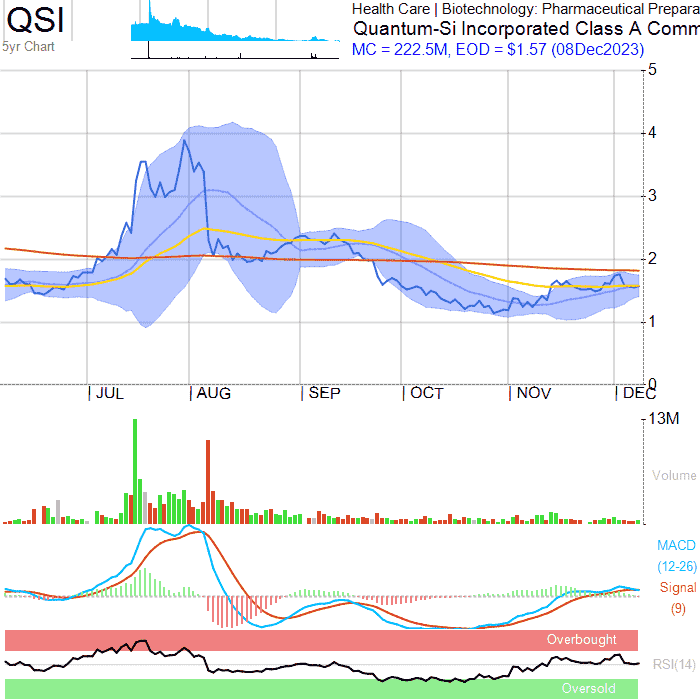 QSI
5yr Chart
Health Care | Biotechnology: Pharmaceutical Prepara
Quantum-Si Incorporated Class A Comm
MC = 222.5M, EOD = $1.57 (08Dec2023)
5
4
3
2
1
0
JUL AUG SEP OCT NOV DEC
13M
Volume
MACD
(12-26)
Signal
(9)
Overbought
RSI(14)
Oversold